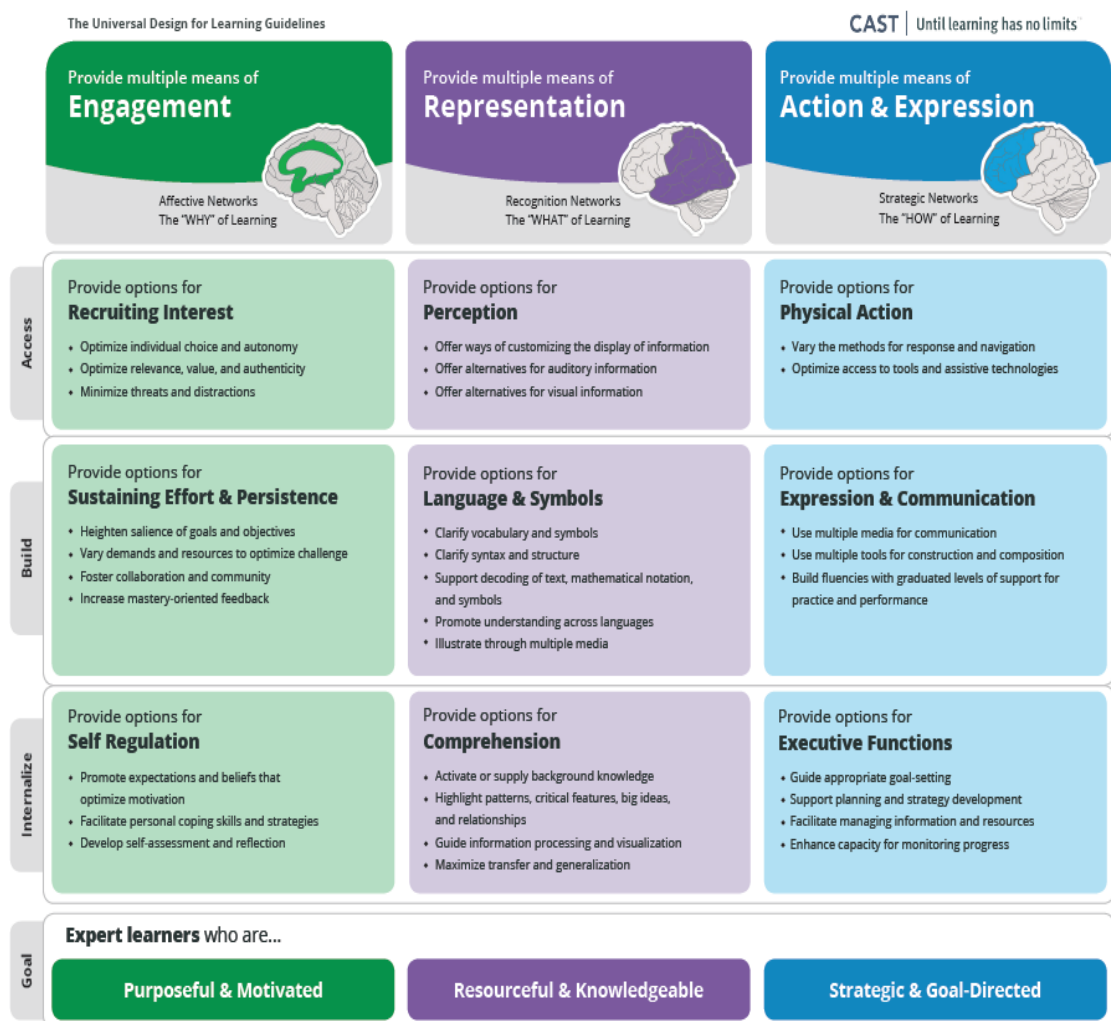 The Universal Design for Learning Guidelines
CAST | Until learning has no limits
Provide multiple means of
Engagement
Affective Networks
The "WHY" of Learning
Provide multiple means of
Representation
Recognition Networks
The "WHAT" of Learning
Provide multiple means of
Action & Expression
Strategic Networks
The "HOW" of Learning
Access
Provide options for
Recruiting Interest
• Optimize individual choice and autonomy
• Optimize relevance, value, and authenticity
• Minimize threats and distractions
Provide options for
Perception
• Offer ways of customizing the display of information
• Offer alternatives for auditory information
• Offer alternatives for visual information
Provide options for
Physical Action
• Vary the methods for response and navigation
• Optimize access to tools and assistive technologies
Build
Provide options for
Sustaining Effort & Persistence
• Heighten salience of goals and objectives
• Vary demands and resources to optimize challenge
• Foster collaboration and community
• Increase mastery-oriented feedback
Provide options for
Language & Symbols
• Clarify vocabulary and symbols
• Clarify syntax and structure
• Support decoding of text, mathematical notation,
and symbols
• Promote understanding across languages
• Illustrate through multiple media
Provide options for
Expression & Communication
• Use multiple media for communication
• Use multiple tools for construction and composition
• Build fluencies with graduated levels of support for
practice and performance
Internalize
Provide options for
Self Regulation
• Promote expectations and beliefs that
optimize motivation
• Facilitate personal coping skills and strategies
• Develop self-assessment and reflection
Provide options for
Comprehension
• Activate or supply background knowledge
• Highlight patterns, critical features, big ideas,
and relationships
• Guide information processing and visualization
• Maximize transfer and generalization
Provide options for
Executive Functions
• Guide appropriate goal-setting
• Support planning and strategy development
• Facilitate managing information and resources
• Enhance capacity for monitoring progress
Goal
Expert learners who are...
Purposeful & Motivated
Resourceful & Knowledgeable
Strategic & Goal-Directed